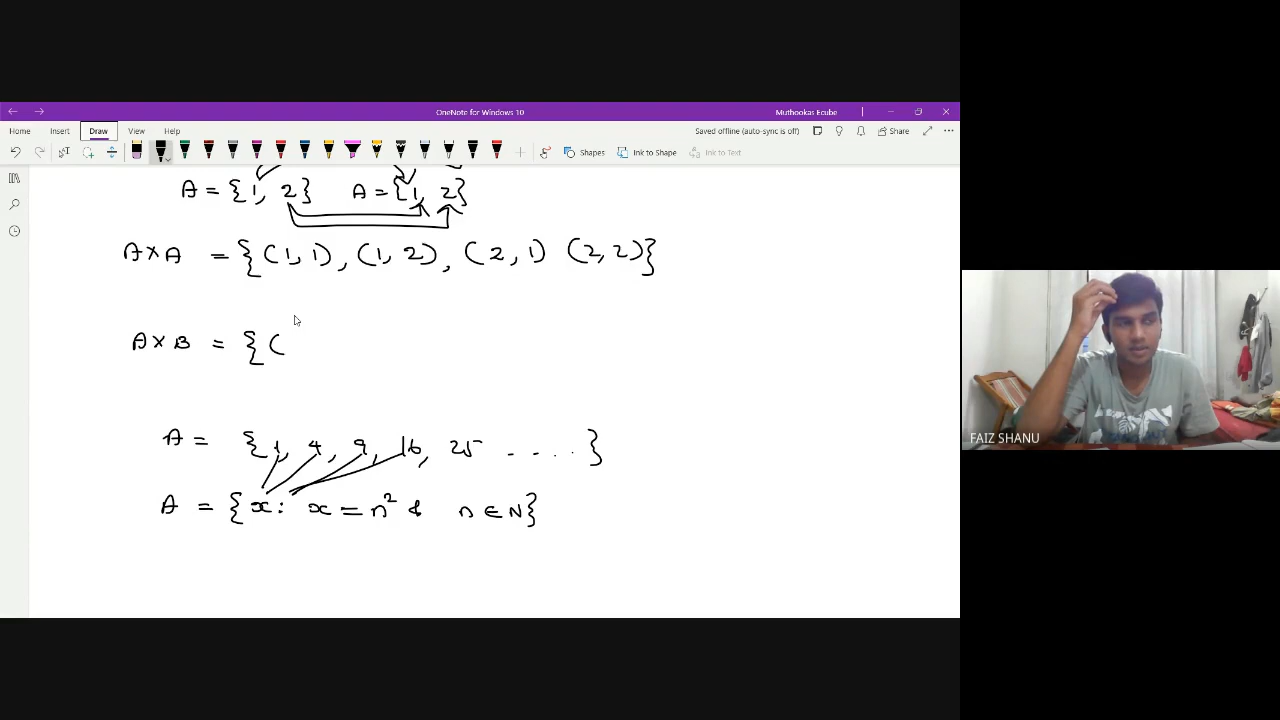 OneNote for Windows 10
Muthookas Ecube
Home Insert Draw View Help
Saved offline (auto-sync is off)
Share
Shapes
Ink to Shape
Ink to Text
A = {1, 2} A = {1, 2}
A×A = {(1,1), (1, 2), (2, 1) (2, 2)}
A×B = {(
A = {1, 4, 9, 16, 25 ..... }
A = {x: x = n² & n ∈ N}
FAIZ SHANU